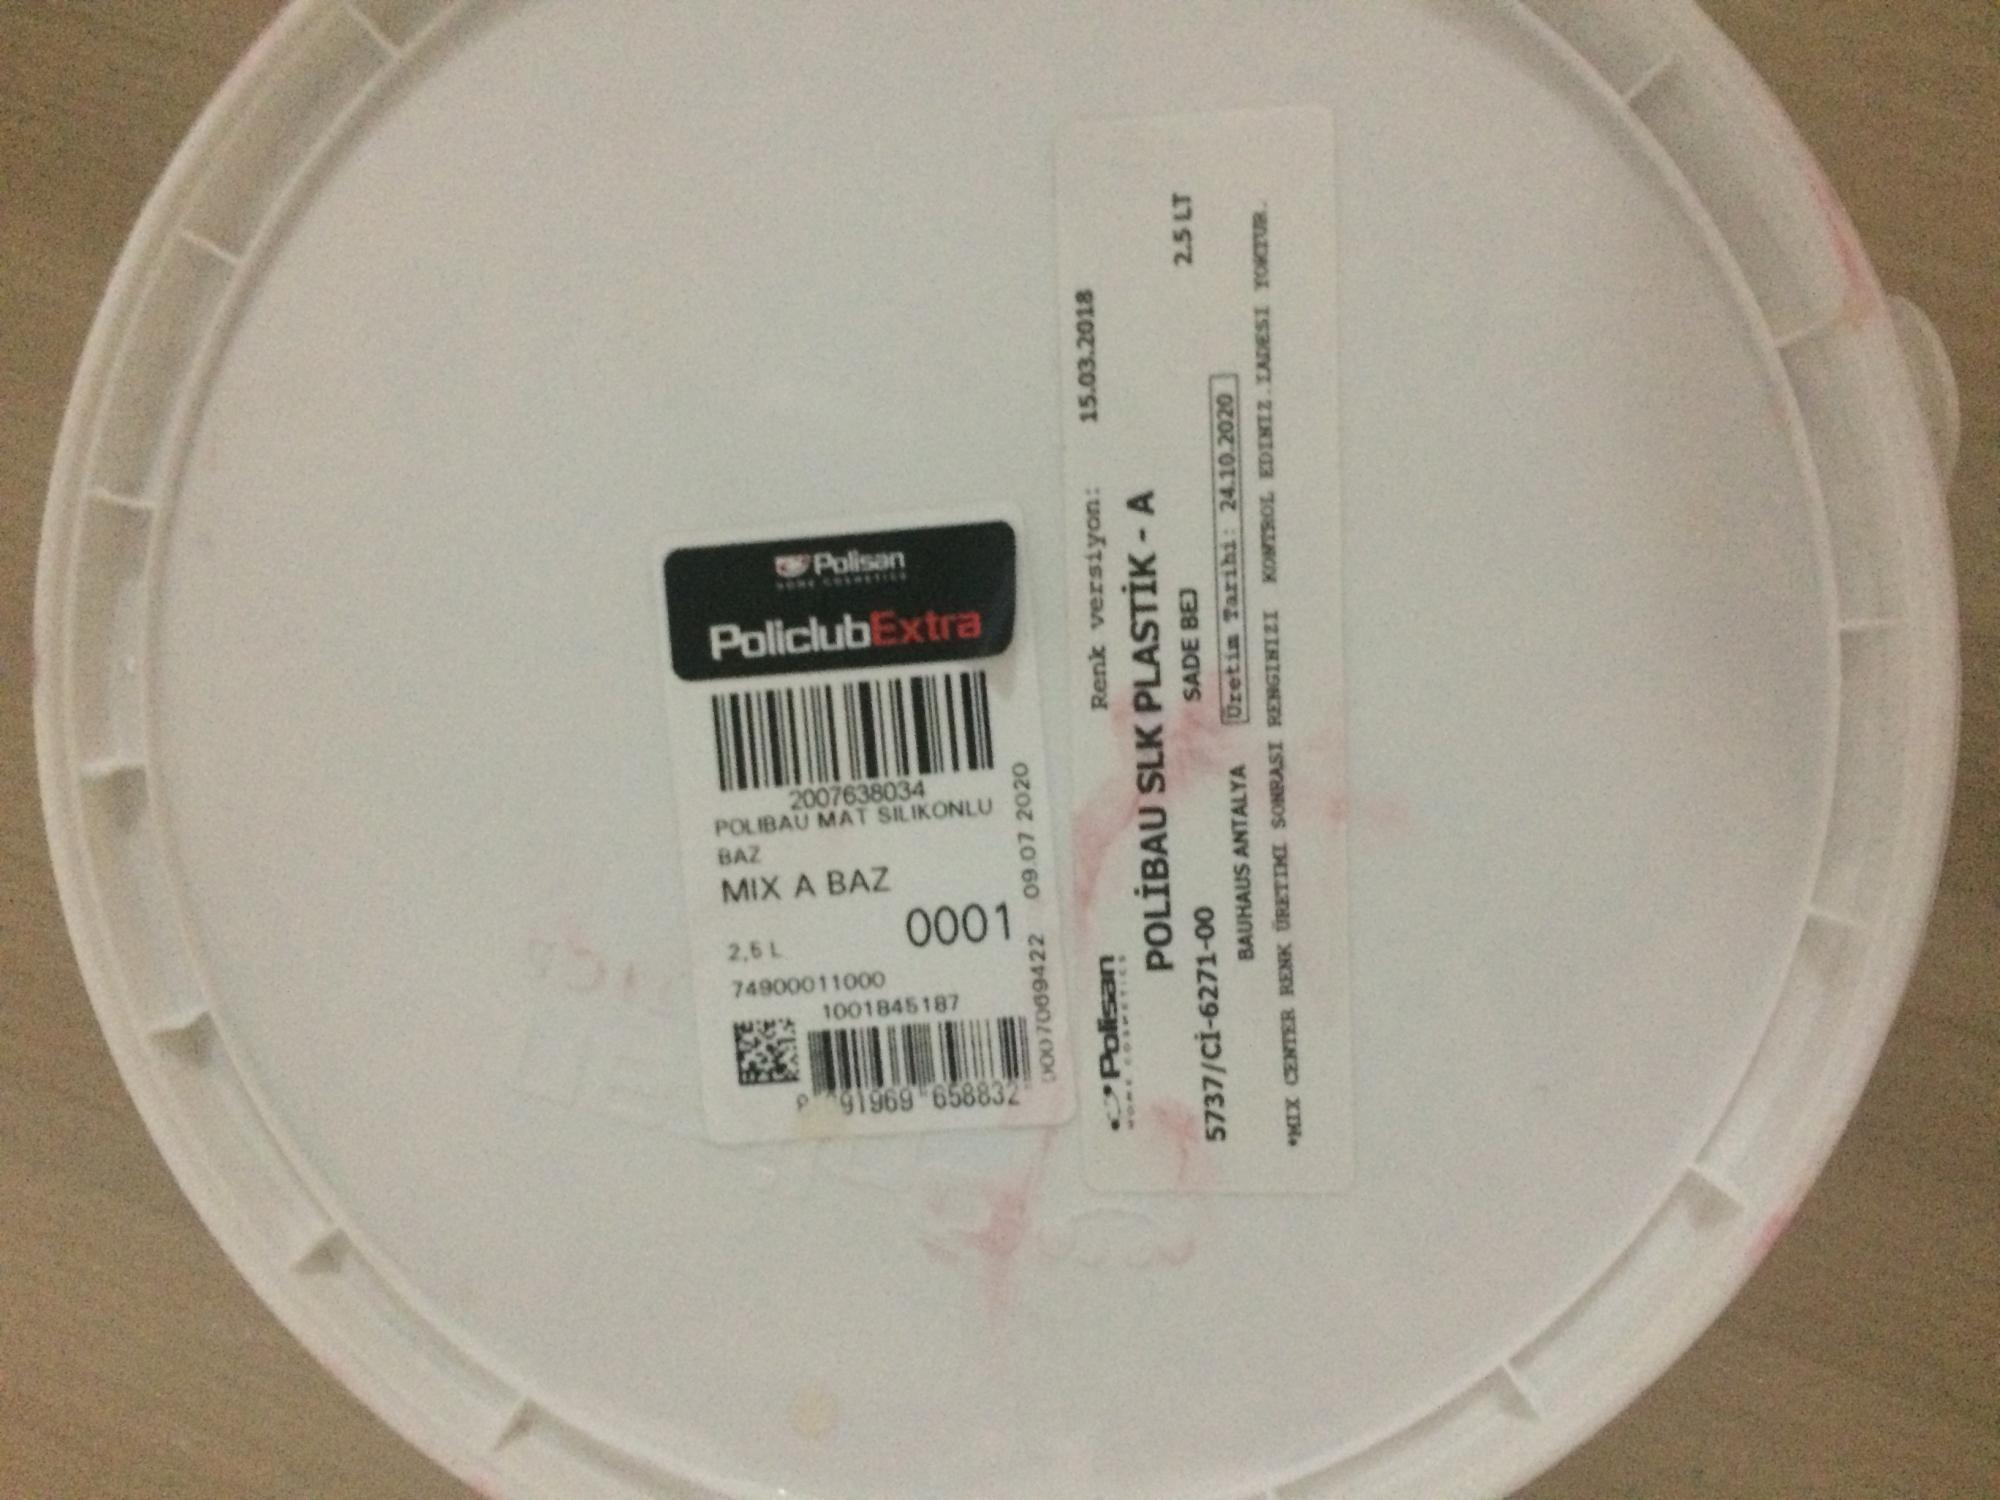 Polisan
HOME COSMETICS
PoliclubExtra
2007638034
POLIBAU MAT SILIKONLU
BAZ
MIX A BAZ
0001
2,5 L
74900011000
1001845187
91969 658832
0007069422 09.07 2020
Polisan
HOME COSMETICS
Renk versiyon: 15.03.2018
POLİBAU SLK PLASTİK - A
5737/Cİ-6271-00 SADE BEJ 2.5 LT
BAUHAUS ANTALYA Üretim Tarihi: 24.10.2020
*MIX CENTER RENK ÜRETIMI SONRASI RENGINIZI KONTROL EDINIZ.IADESI YOKTUR.